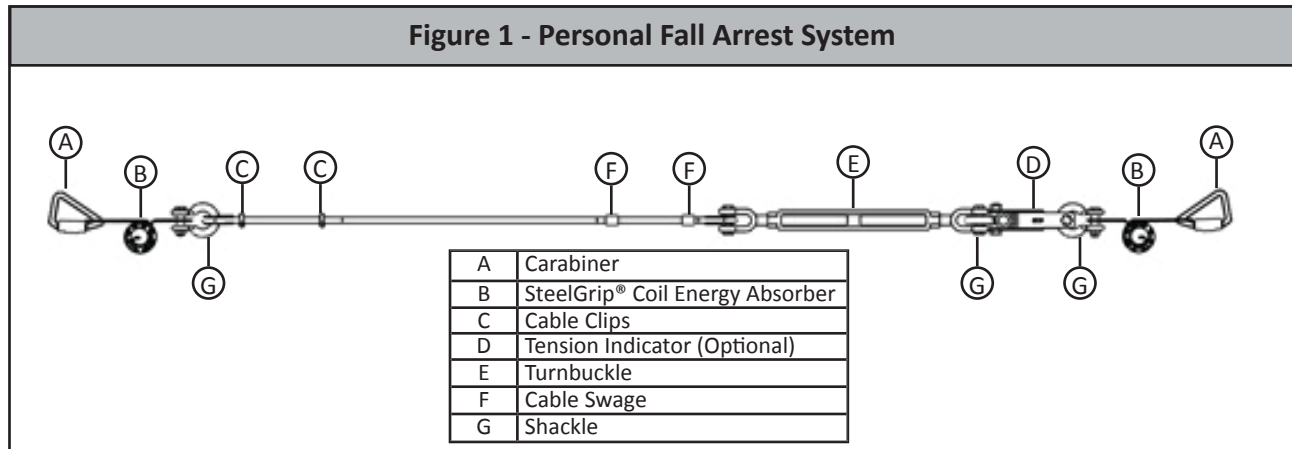 Figure 1 - Personal Fall Arrest System
A B C C F F E D B A
G G G
A Carabiner
B SteelGrip® Coil Energy Absorber
C Cable Clips
D Tension Indicator (Optional)
E Turnbuckle
F Cable Swage
G Shackle